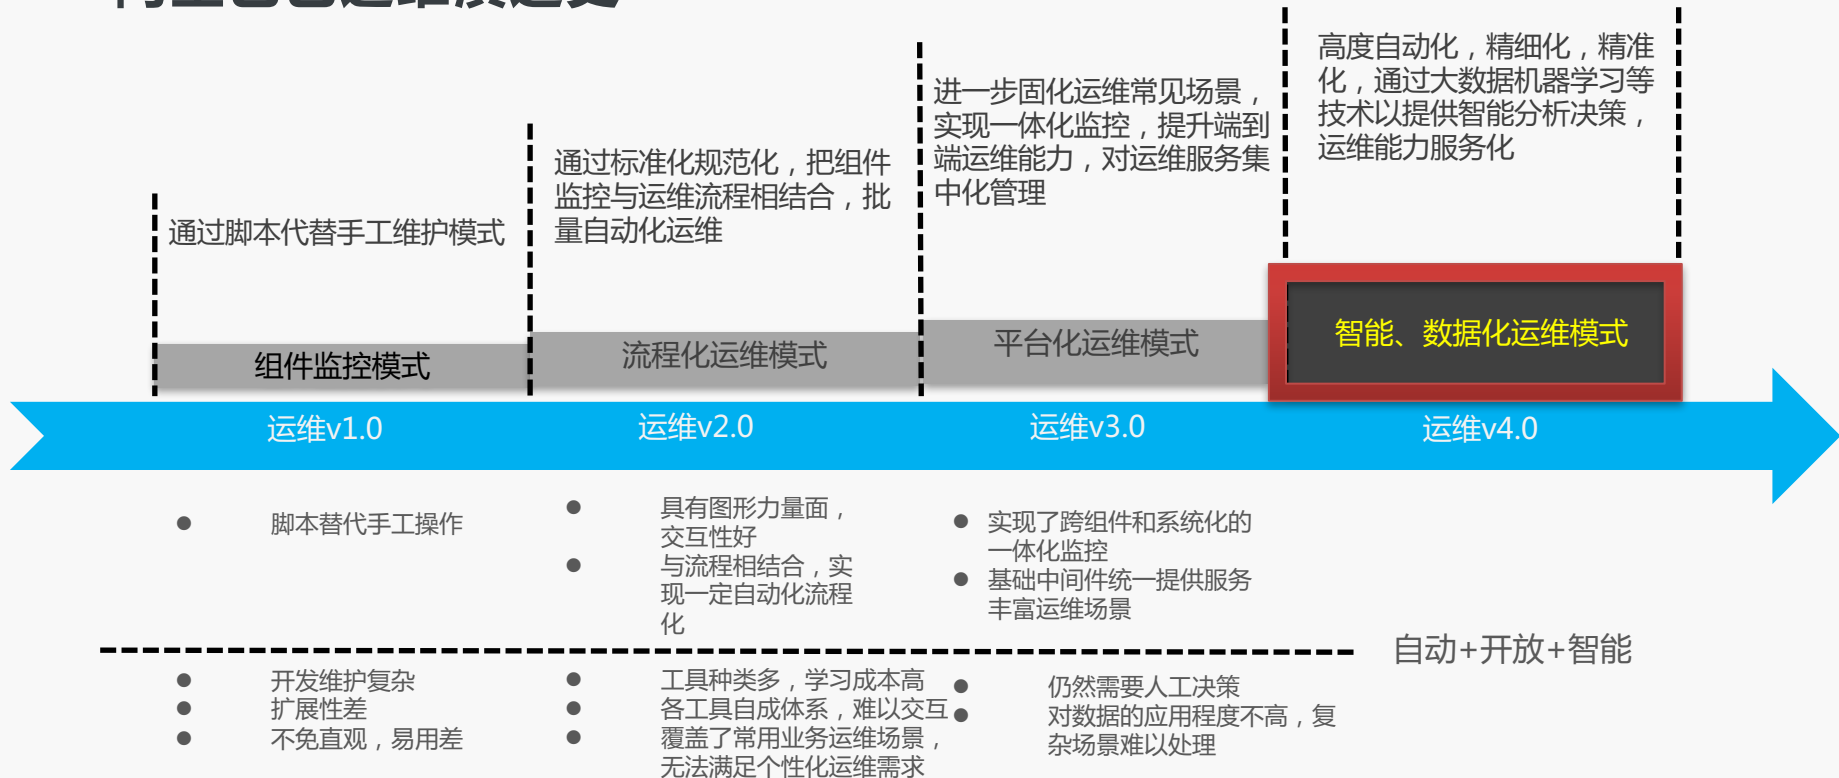 通过脚本代替手工维护模式
通过标准化规范化，把组件
监控与运维流程相结合，批
量自动化运维
进一步固化运维常见场景，
实现一体化监控，提升端到
端运维能力，对运维服务集
中化管理
高度自动化，精细化，精准
化，通过大数据机器学习等
技术以提供智能分析决策，
运维能力服务化
组件监控模式
流程化运维模式
平台化运维模式
智能、数据化运维模式
运维v1.0
运维v2.0
运维v3.0
运维v4.0
● 脚本替代手工操作
● 具有图形力量面，
交互性好
● 与流程相结合，实
现一定自动化流程
化
● 实现了跨组件和系统化的
一体化监控
● 基础中间件统一提供服务
丰富运维场景
自动+开放+智能
● 开发维护复杂
● 扩展性差
● 不免直观，易用差
● 工具种类多，学习成本高
● 各工具自成体系，难以交互
● 覆盖了常用业务运维场景，
无法满足个性化运维需求
● 仍然需要人工决策
● 对数据的应用程度不高，复
杂场景难以处理